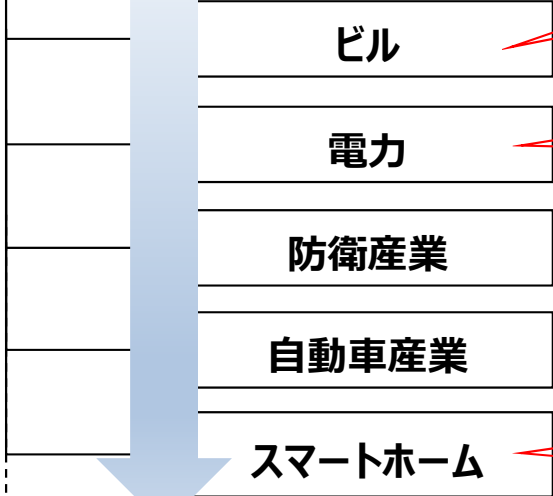 ビル
電力
防衛産業
自動車産業
スマートホーム